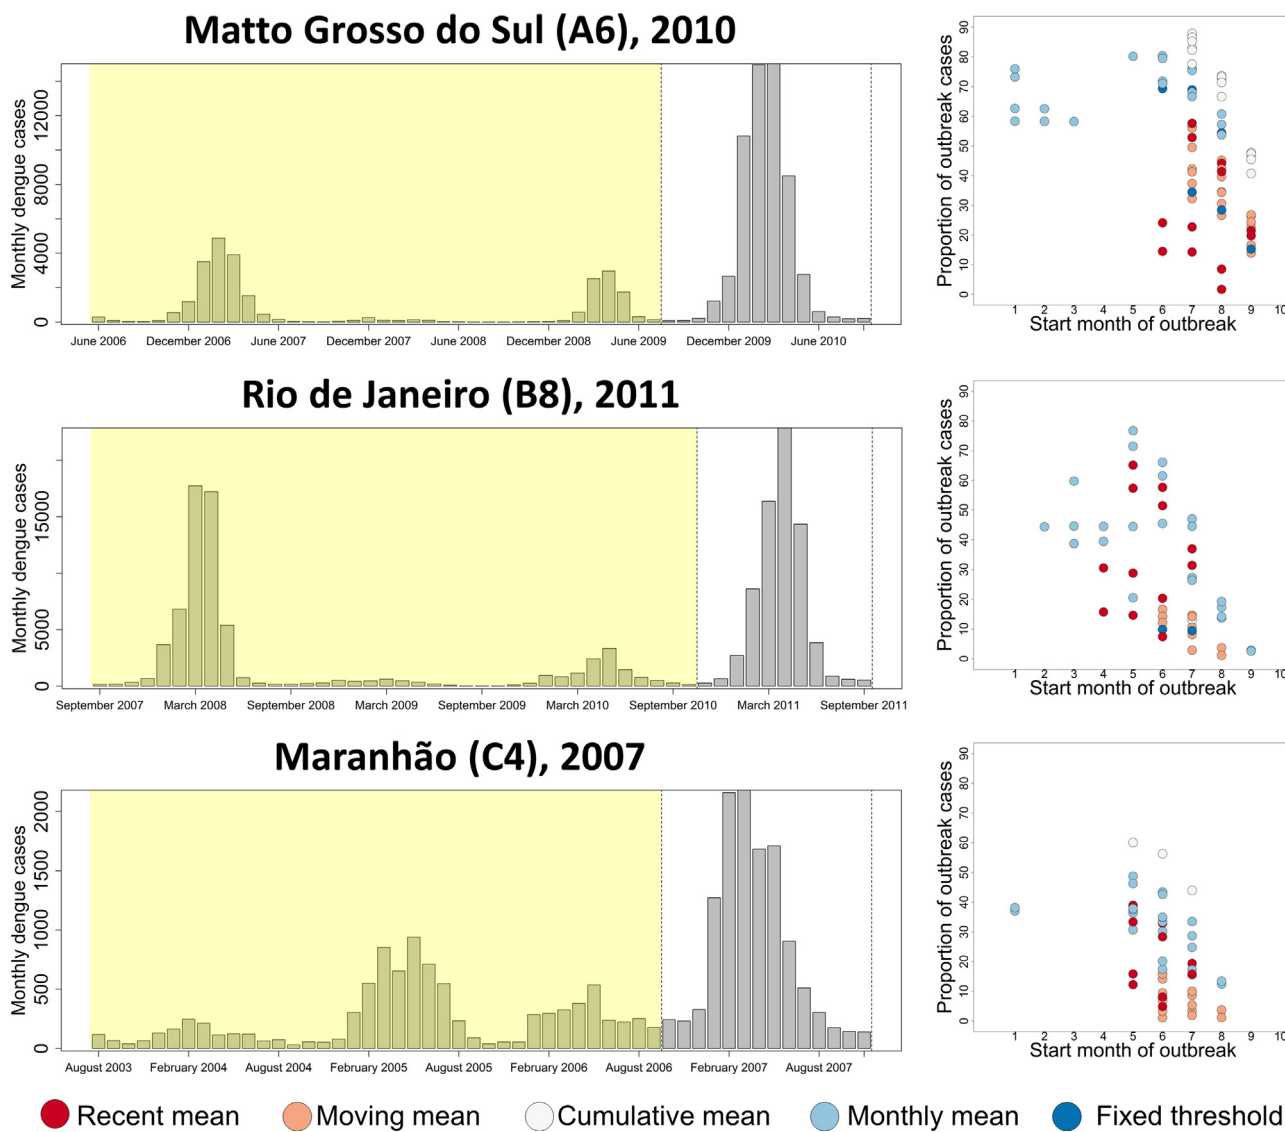 Matto Grosso do Sul (A6), 2010
Monthly dengue cases
0 4000 8000 12000
June 2006 December 2006 June 2007 December 2007 June 2008 December 2008 June 2009 December 2009 June 2010
Proportion of outbreak cases
0 10 20 30 40 50 60 70 80 90
1 2 3 4 5 6 7 8 9 10
Start month of outbreak
Rio de Janeiro (B8), 2011
Monthly dengue cases
0 5000 15000
September 2007 March 2008 September 2008 March 2009 September 2009 March 2010 September 2010 March 2011 September 2011
Proportion of outbreak cases
0 10 20 30 40 50 60 70 80 90
1 2 3 4 5 6 7 8 9 10
Start month of outbreak
Maranhão (C4), 2007
Monthly dengue cases
0 500 1000 1500 2000
August 2003 February 2004 August 2004 February 2005 August 2005 February 2006 August 2006 February 2007 August 2007
Proportion of outbreak cases
0 10 20 30 40 50 60 70 80 90
1 2 3 4 5 6 7 8 9 10
Start month of outbreak
Recent mean Moving mean Cumulative mean Monthly mean Fixed threshold